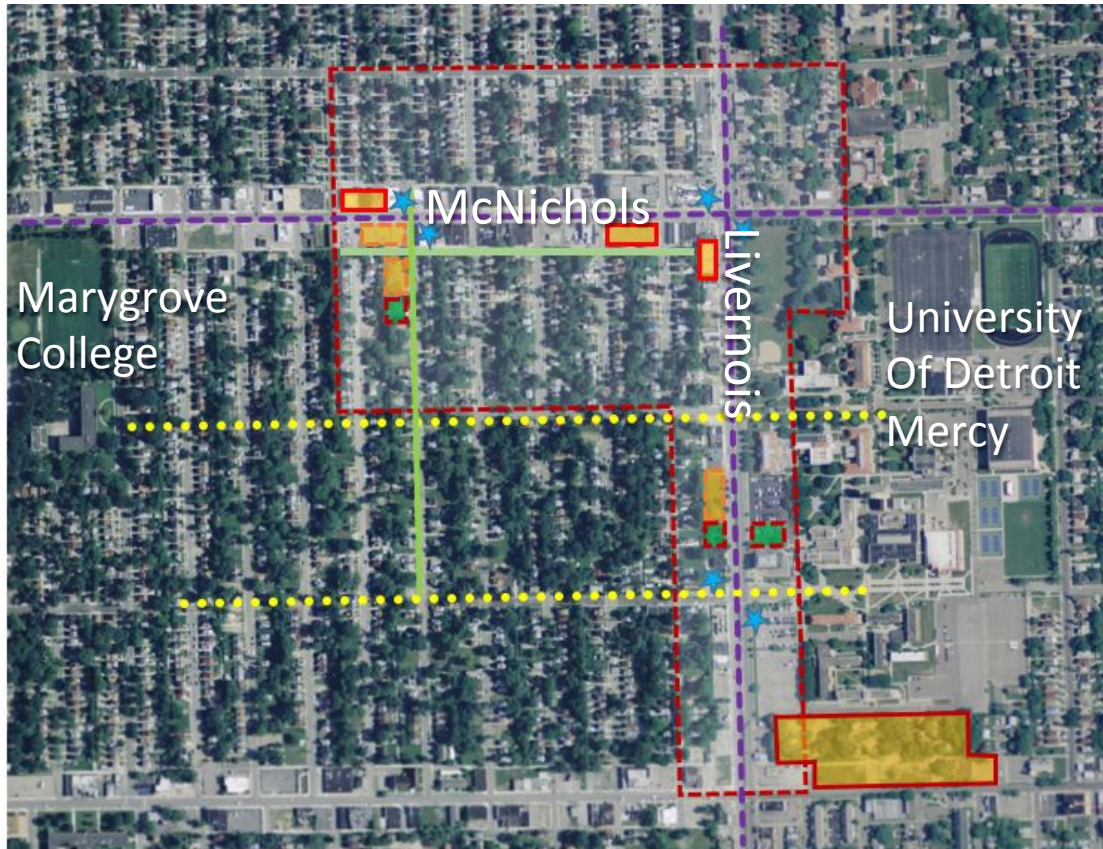 McNichols
Livernois
Marygrove
College
University
Of Detroit
Mercy